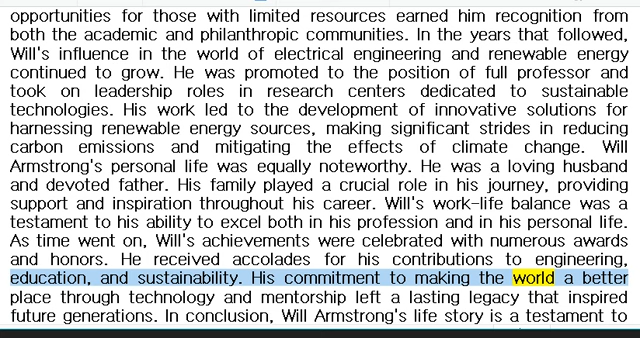 opportunities for those with limited resources earned him recognition from
both the academic and philanthropic communities. In the years that followed,
Will's influence in the world of electrical engineering and renewable energy
continued to grow. He was promoted to the position of full professor and
took on leadership roles in research centers dedicated to sustainable
technologies. His work led to the development of innovative solutions for
harnessing renewable energy sources, making significant strides in reducing
carbon emissions and mitigating the effects of climate change. Will
Armstrong's personal life was equally noteworthy. He was a loving husband
and devoted father. His family played a crucial role in his journey, providing
support and inspiration throughout his career. Will's work-life balance was a
testament to his ability to excel both in his profession and in his personal life.
As time went on, Will's achievements were celebrated with numerous awards
and honors. He received accolades for his contributions to engineering,
education, and sustainability. His commitment to making the world a better
place through technology and mentorship left a lasting legacy that inspired
future generations. In conclusion, Will Armstrong's life story is a testament to